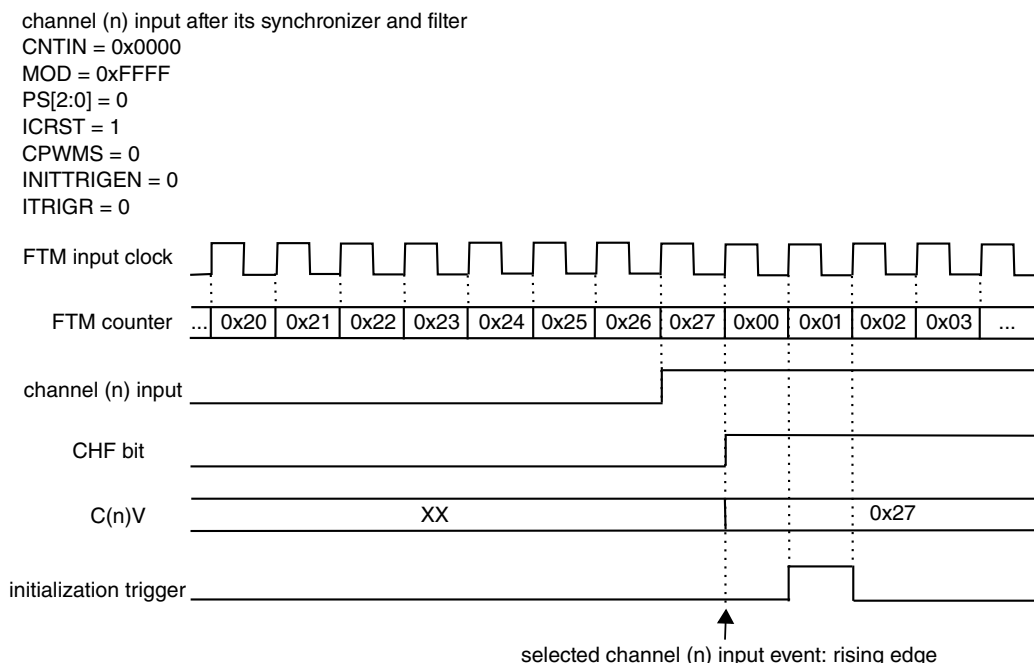 channel (n) input after its synchronizer and filter
CNTIN = 0x0000
MOD = 0xFFFF
PS[2:0] = 0
ICRST = 1
CPWMS = 0
INITTRIGEN = 0
ITRIGR = 0
FTM input clock
FTM counter ... 0x20 0x21 0x22 0x23 0x24 0x25 0x26 0x27 0x00 0x01 0x02 0x03 ...
channel (n) input
CHF bit
C(n)V XX 0x27
initialization trigger
selected channel (n) input event: rising edge